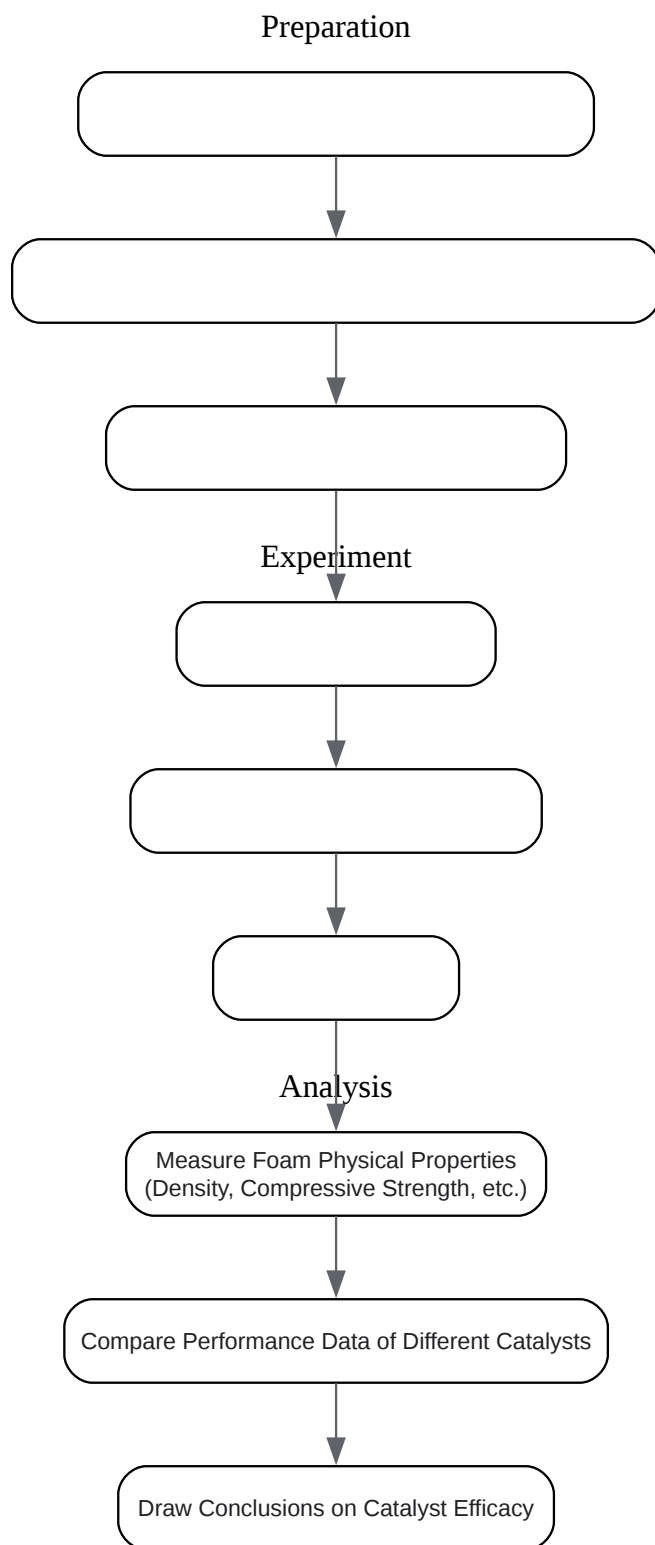 Preparation
Experiment
Analysis
Measure Foam Physical Properties
(Density, Compressive Strength, etc.)
Compare Performance Data of Different Catalysts
Draw Conclusions on Catalyst Efficacy